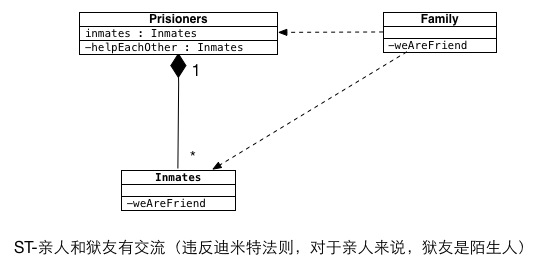 Prisioners
inmates : Inmates
−helpEachOther : Inmates
Family
−weAreFriend
1
*
Inmates
−weAreFriend
ST-亲人和狱友有交流（违反迪米特法则，对于亲人来说，狱友是陌生人）